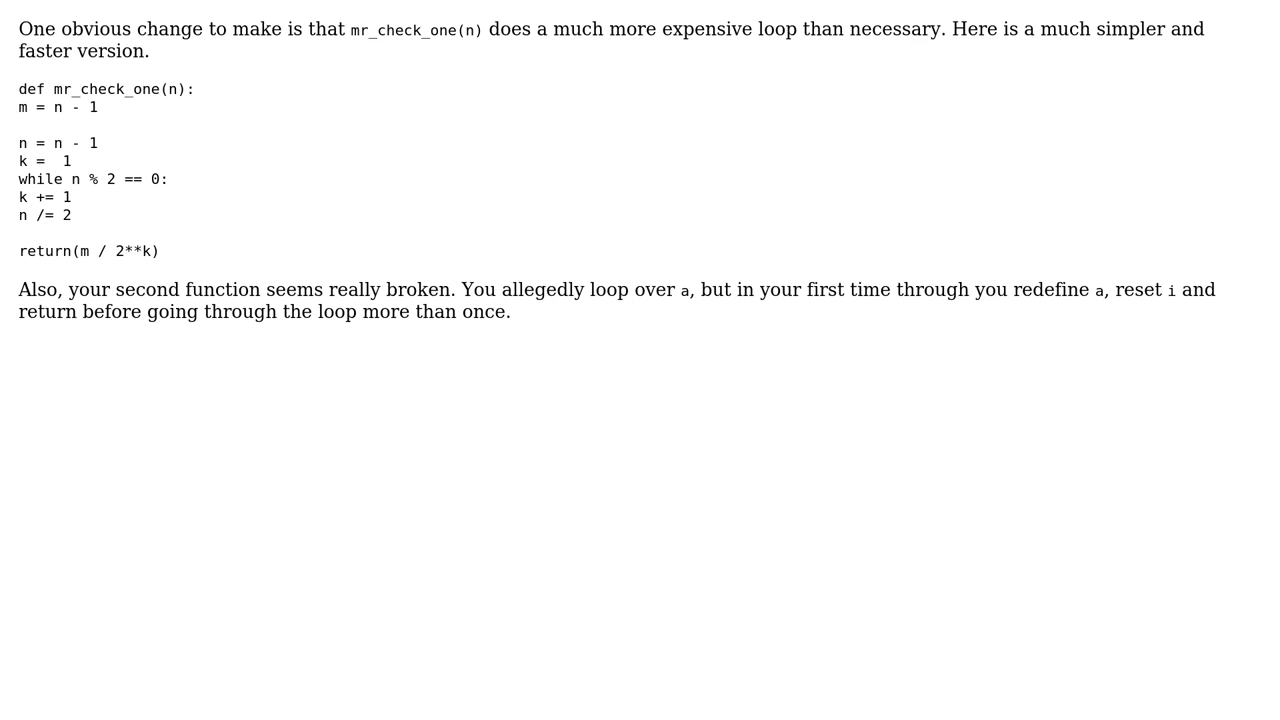 One obvious change to make is that mr_check_one(n) does a much more expensive loop than necessary. Here is a much simpler and
faster version.
def mr_check_one(n):
m = n - 1
n = n - 1
k =  1
while n % 2 == 0:
k += 1
n /= 2
return(m / 2**k)
Also, your second function seems really broken. You allegedly loop over a, but in your first time through you redefine a, reset i and
return before going through the loop more than once.